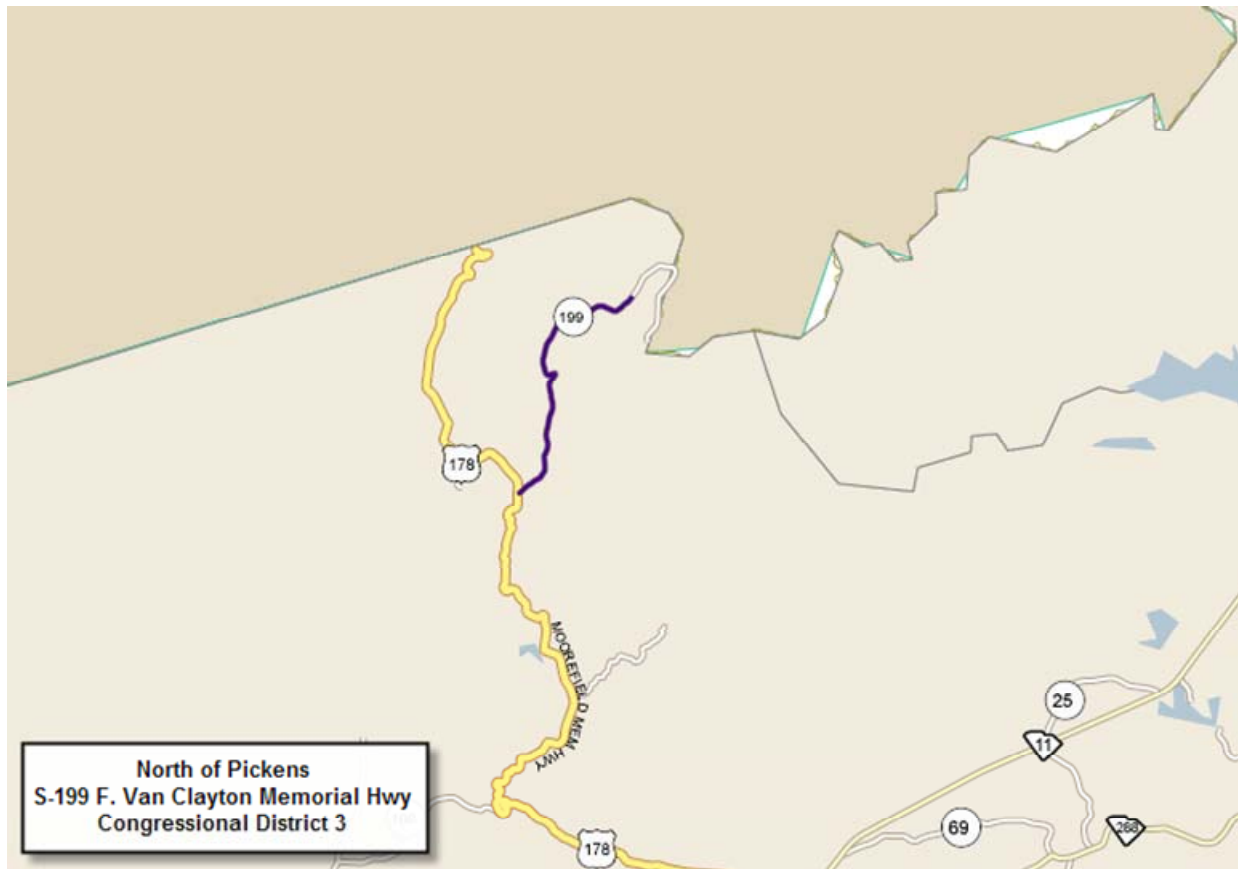 199
178
MOOREFIELD MEM HWY
25
11
North of Pickens
S-199 F. Van Clayton Memorial Hwy
Congressional District 3
178
69
268